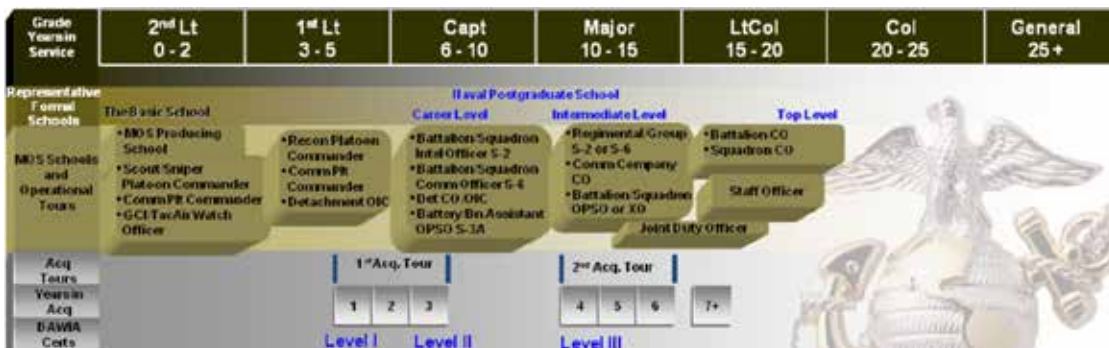 Grade
Years in
Service
2nd Lt
0 - 2
1st Lt
3 - 5
Capt
6 - 10
Major
10 - 15
LtCol
15 - 20
Col
20 - 25
General
25 +
Representative
Formal
Schools
Naval Postgraduate School
The Basic School
Career Level
Intermediate Level
Top Level
MOS Schools
and
Operational
Tours
•MOS Producing
School
•Scout Sniper
Platoon Commander
•Comm Plt Commander
•GCI/TacAir Watch
Officer
•Recon Platoon
Commander
•Comm Plt
Commander
•Detachment OIC
•Battalion/Squadron
Intel Officer S-2
•Battalion/Squadron
Comm Officer S-6
•Det CO/OIC
•Battery/Bn Assistant
OPSO S-3A
•Regimental Group
S-2 or S-6
•Comm Company
CO
•Battalion/Squadron
OPSO or XO
•Battalion CO
•Squadron CO
Staff Officer
Joint Duty Officer
Acq
Tours
1st Acq. Tour
2nd Acq. Tour
Years in
Acq
1 2 3
4 5 6
7+
DAWIA
Certs
Level I
Level II
Level III